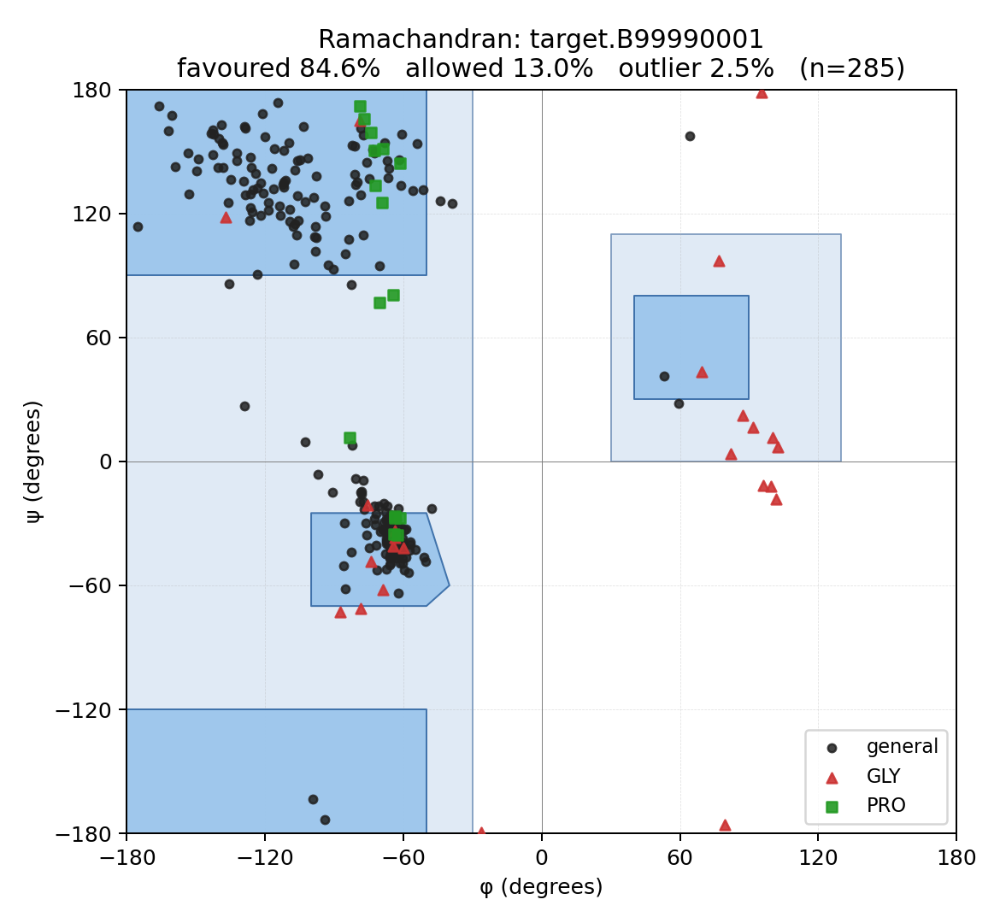 Ramachandran: target.B99990001
favoured 84.6%   allowed 13.0%   outlier 2.5%   (n=285)
180
120
60
0
−60
−120
−180
ψ (degrees)
general
GLY
PRO
−180
−120
−60
0
60
120
180
φ (degrees)